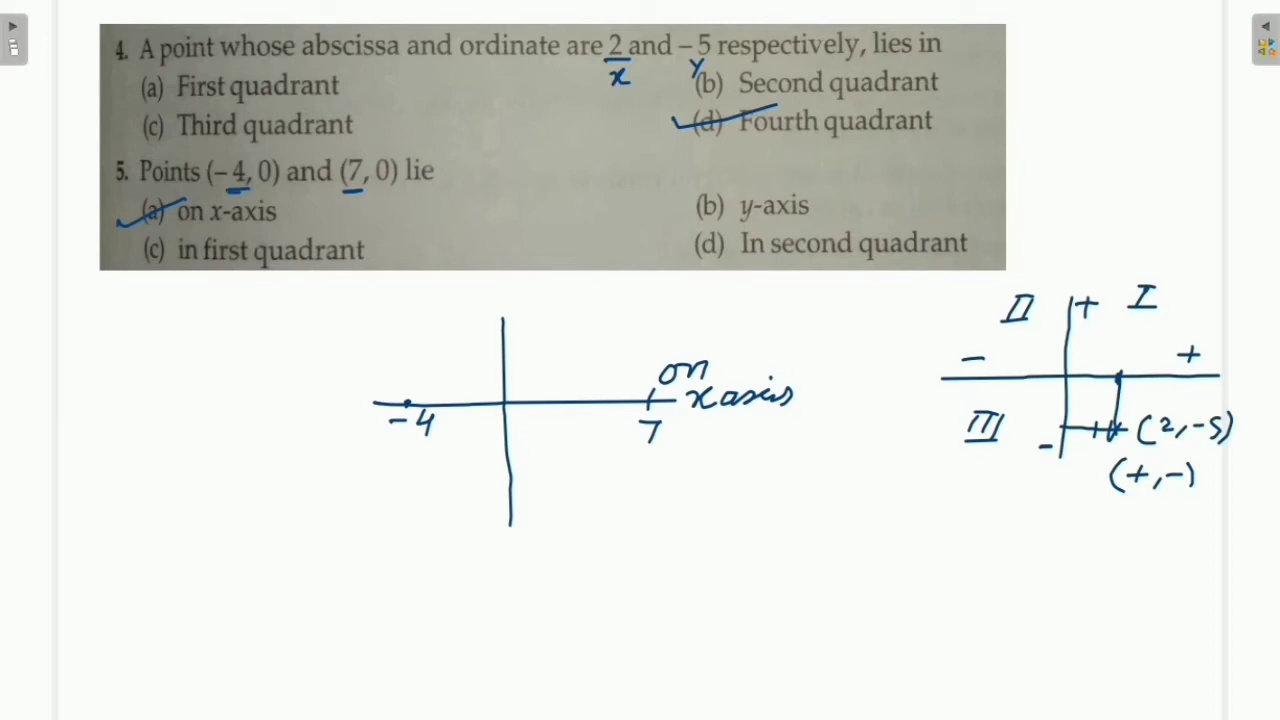 4. A point whose abscissa and ordinate are 2 and – 5 respectively, lies in
x
y
(a) First quadrant
(b) Second quadrant
(c) Third quadrant
(d) Fourth quadrant
5. Points (– 4, 0) and (7, 0) lie
(a) on x-axis
(b) y-axis
(c) in first quadrant
(d) In second quadrant
II + I
- +
on
x axis
-4
7
III
-
(2, -5)
(+, -)